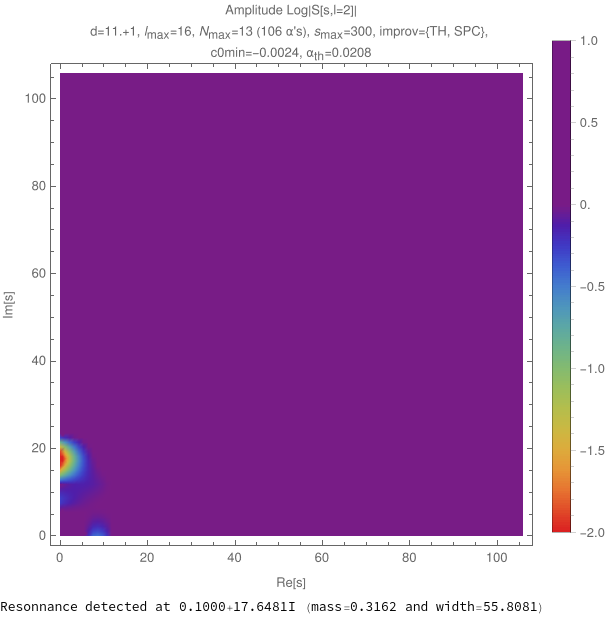 Amplitude Log|S[s,l=2]|
d=11.+1, lmax=16, Nmax=13 (106 α's), smax=300, improv={TH, SPC},
c0min=−0.0024, αth=0.0208
1.0
100
0.5
80
0.
60
−0.5
Im[s]
40
−1.0
20
−1.5
0
−2.0
0 20 40 60 80 100
Re[s]
Resonnance detected at 0.1000+17.6481I (mass=0.3162 and width=55.8081)